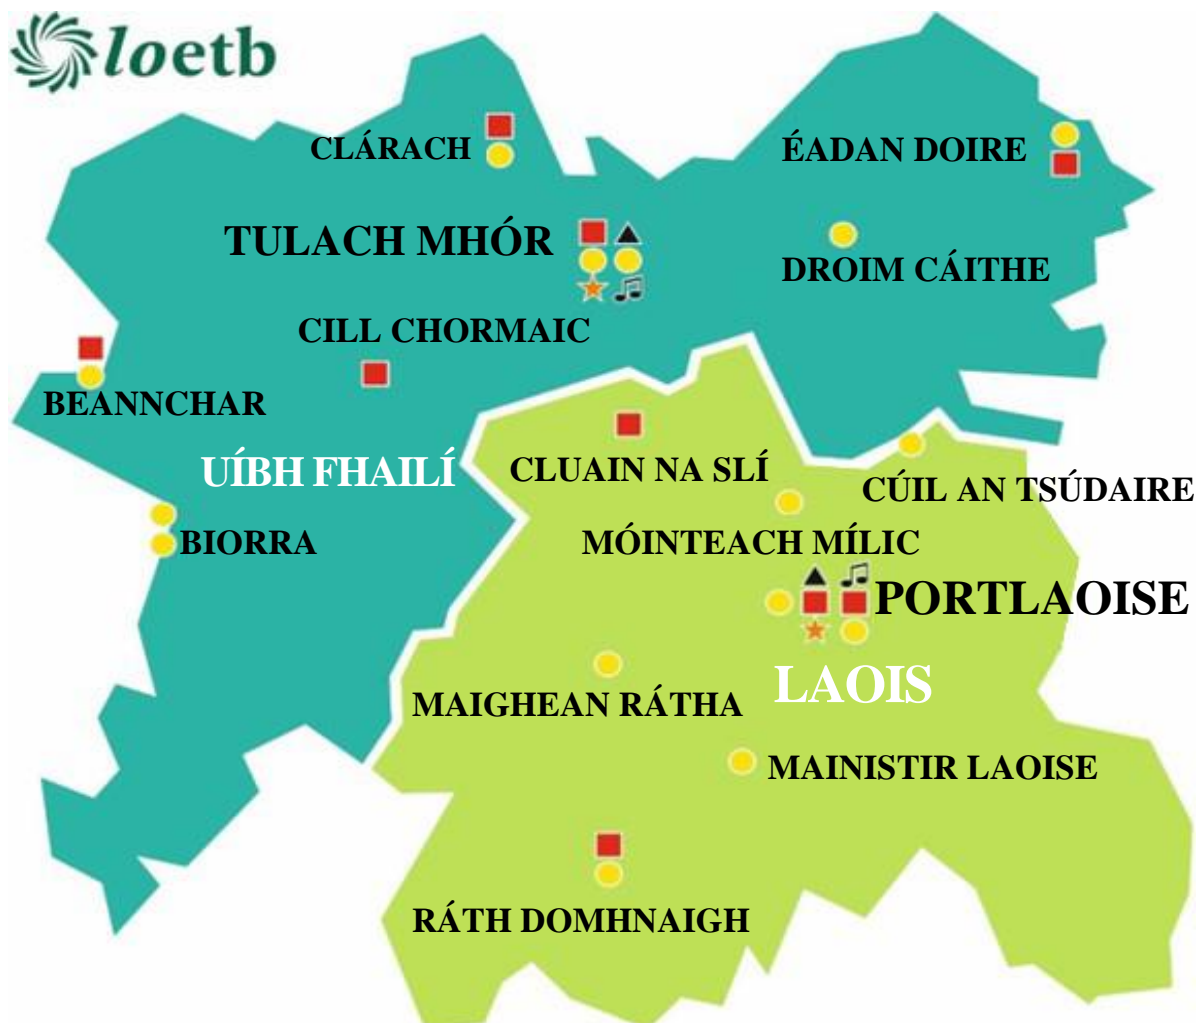 loetb
CLÁRACH
ÉADAN DOIRE
TULACH MHÓR
DROIM CÁITHE
CILL CHORMAIC
BEANNCHAR
UÍBH FHAILÍ
CLUAIN NA SLÍ
CÚIL AN TSÚDAIRE
BIORRA
MÓINTEACH MÍLIC
PORTLAOISE
LAOIS
MAIGHEAN RÁTHA
MAINISTIR LAOISE
RÁTH DOMHNAIGH